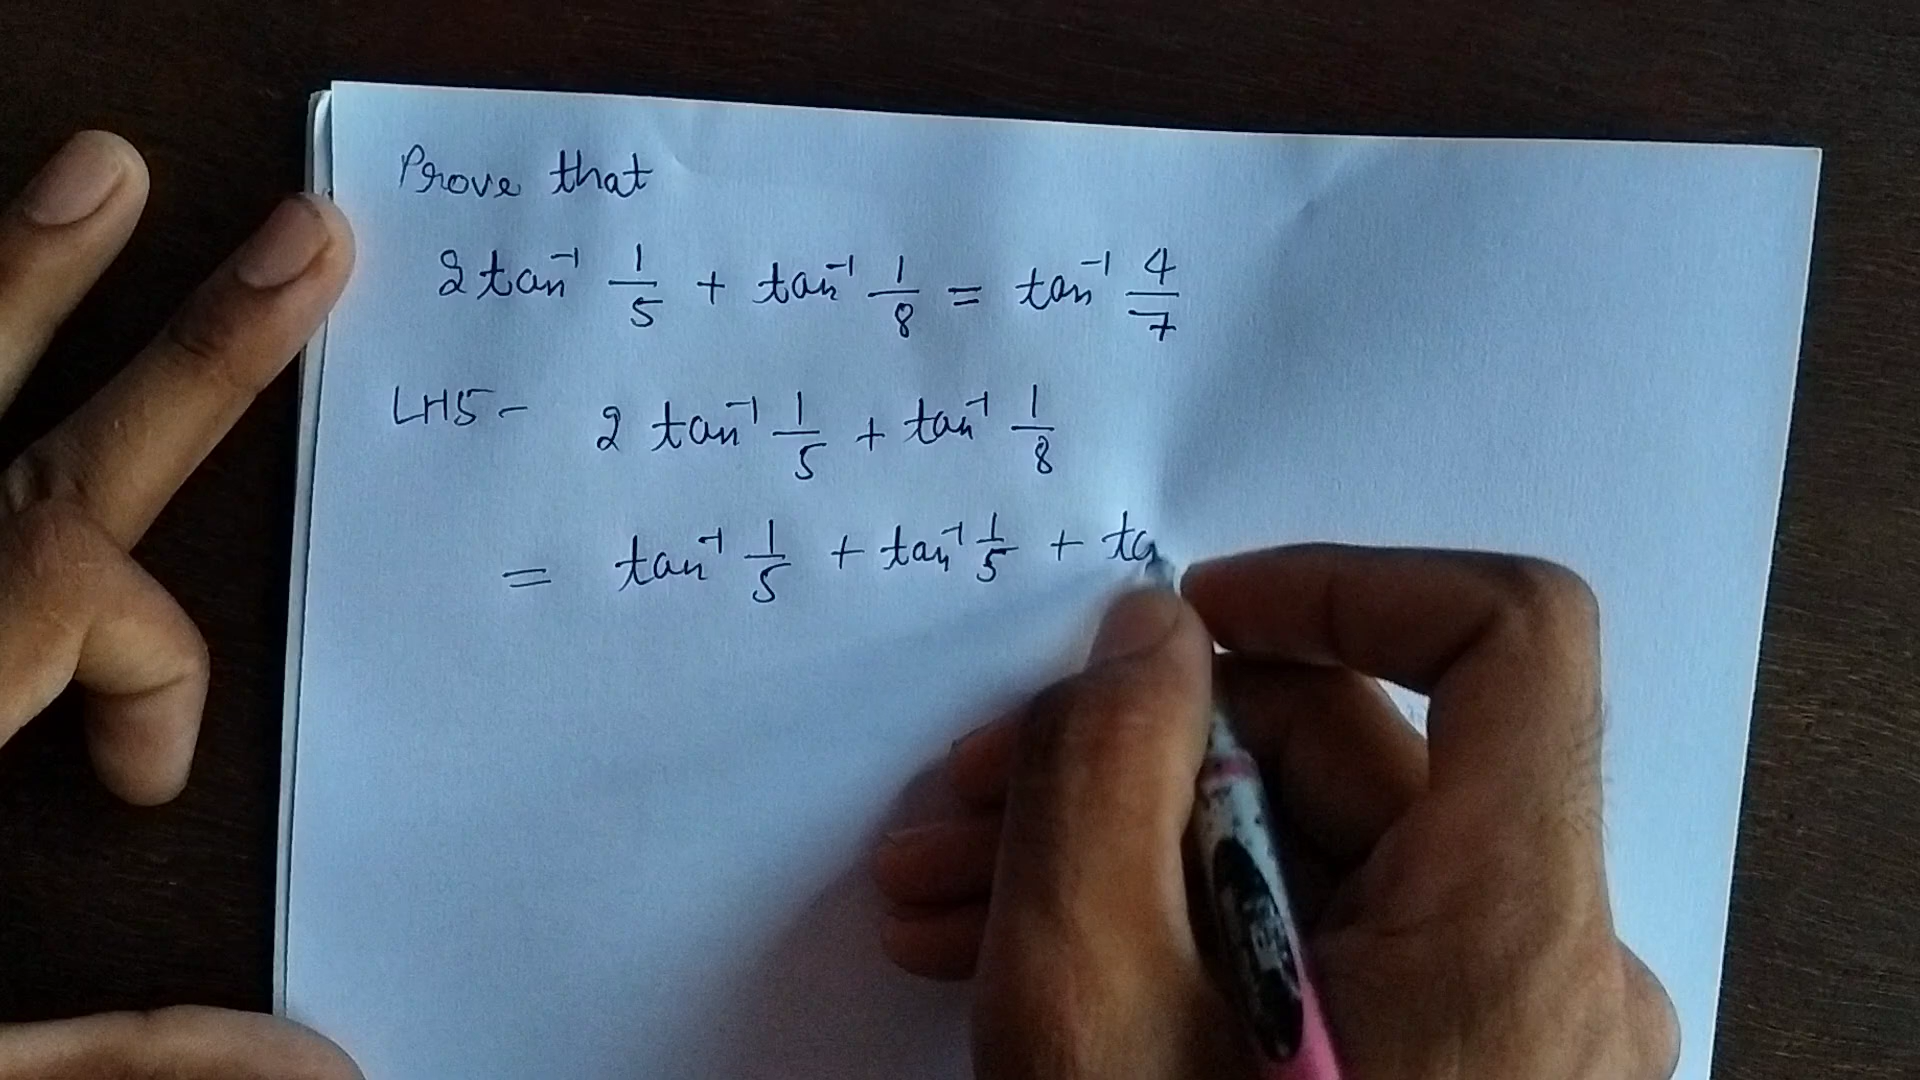 Prove that
2 tan⁻¹ 1/5 + tan⁻¹ 1/8 = tan⁻¹ 4/7
LHS - 2 tan⁻¹ 1/5 + tan⁻¹ 1/8
= tan⁻¹ 1/5 + tan⁻¹ 1/5 + ta